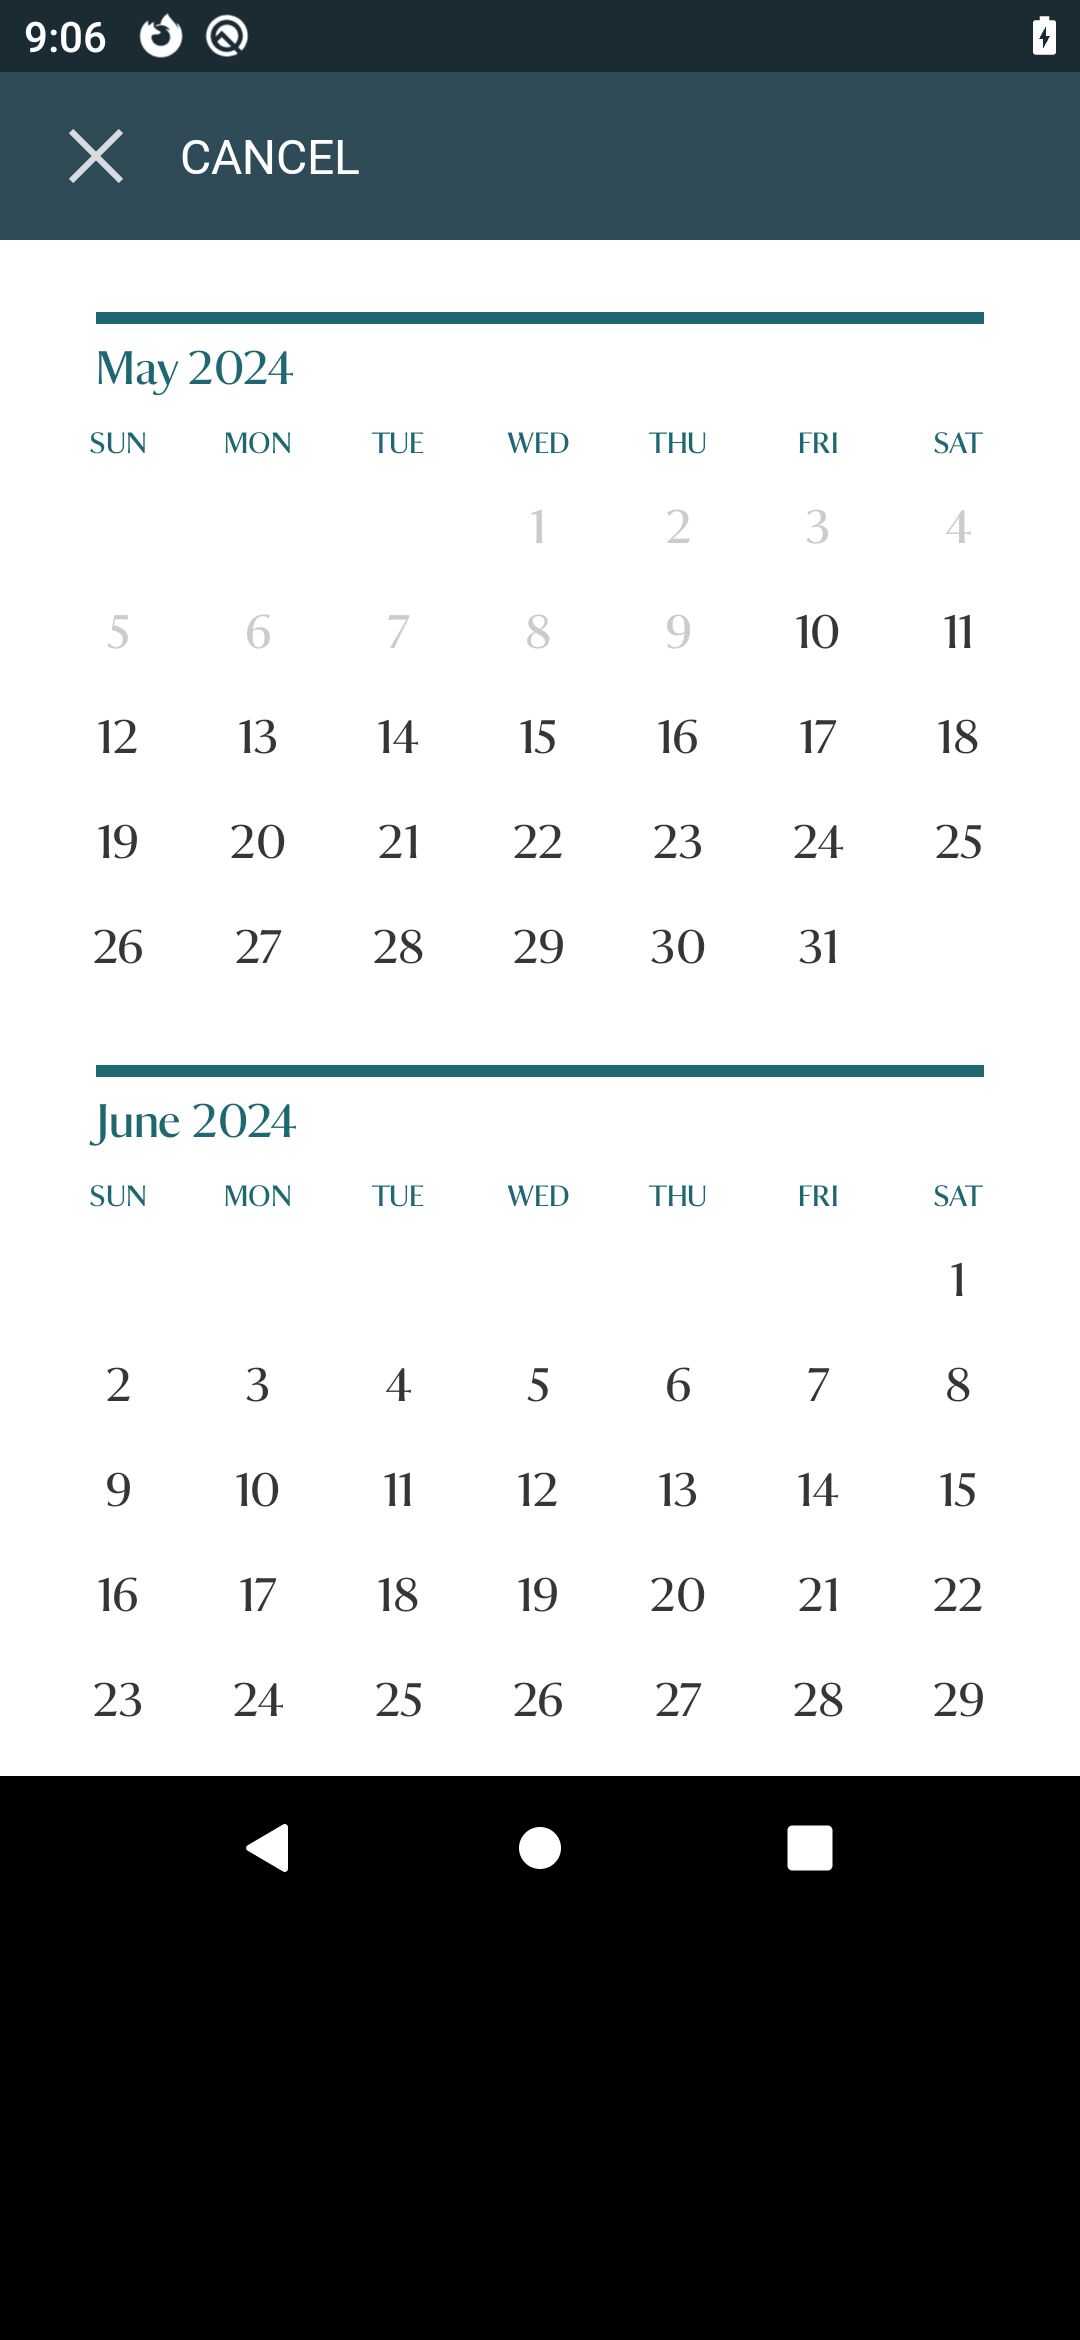 9:06
CANCEL
May 2024
SUN MON TUE WED THU FRI SAT
1 2 3 4
5 6 7 8 9 10 11
12 13 14 15 16 17 18
19 20 21 22 23 24 25
26 27 28 29 30 31
June 2024
SUN MON TUE WED THU FRI SAT
1
2 3 4 5 6 7 8
9 10 11 12 13 14 15
16 17 18 19 20 21 22
23 24 25 26 27 28 29